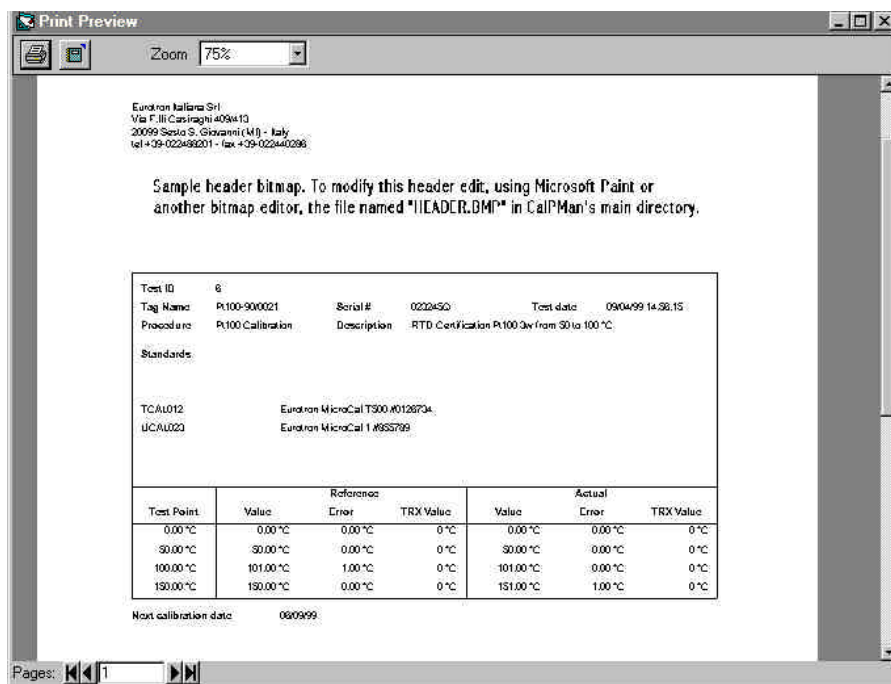 Print Preview
Zoom 75%
Eurotron Italiana Srl
Via F.lli Casiraghi 409/413
20099 Sesto S. Giovanni (MI) - Italy
tel +39-022488201 - fax +39-022440286
Sample header bitmap. To modify this header edit, using Microsoft Paint or
another bitmap editor, the file named "HEADER.BMP" in CalPMan's main directory.
Test ID 6
Tag Name Pt100-90/0021 Serial # Test date 09/04/99 14.58.15
Procedure Pt100 Calibration Description RTD Certification Pt100 3w from 50 to 100 °C
Standards
TCAL012 Eurotron MicroCal T500 #0126734
UCAL023 Eurotron MicroCal 1 #855789
Reference Actual
Test Point Value Error TRX Value Value Error TRX Value
0.00 °C 0.00 °C 0.00 °C 0 °C 0.00 °C 0.00 °C 0 °C
50.00 °C 50.00 °C 0.00 °C 0 °C 50.00 °C 0.00 °C 0 °C
100.00 °C 101.00 °C 1.00 °C 0 °C 101.00 °C 0.00 °C 0 °C
150.00 °C 150.00 °C 0.00 °C 0 °C 151.00 °C 1.00 °C 0 °C
Next calibration date 06/09/99
Pages: 1